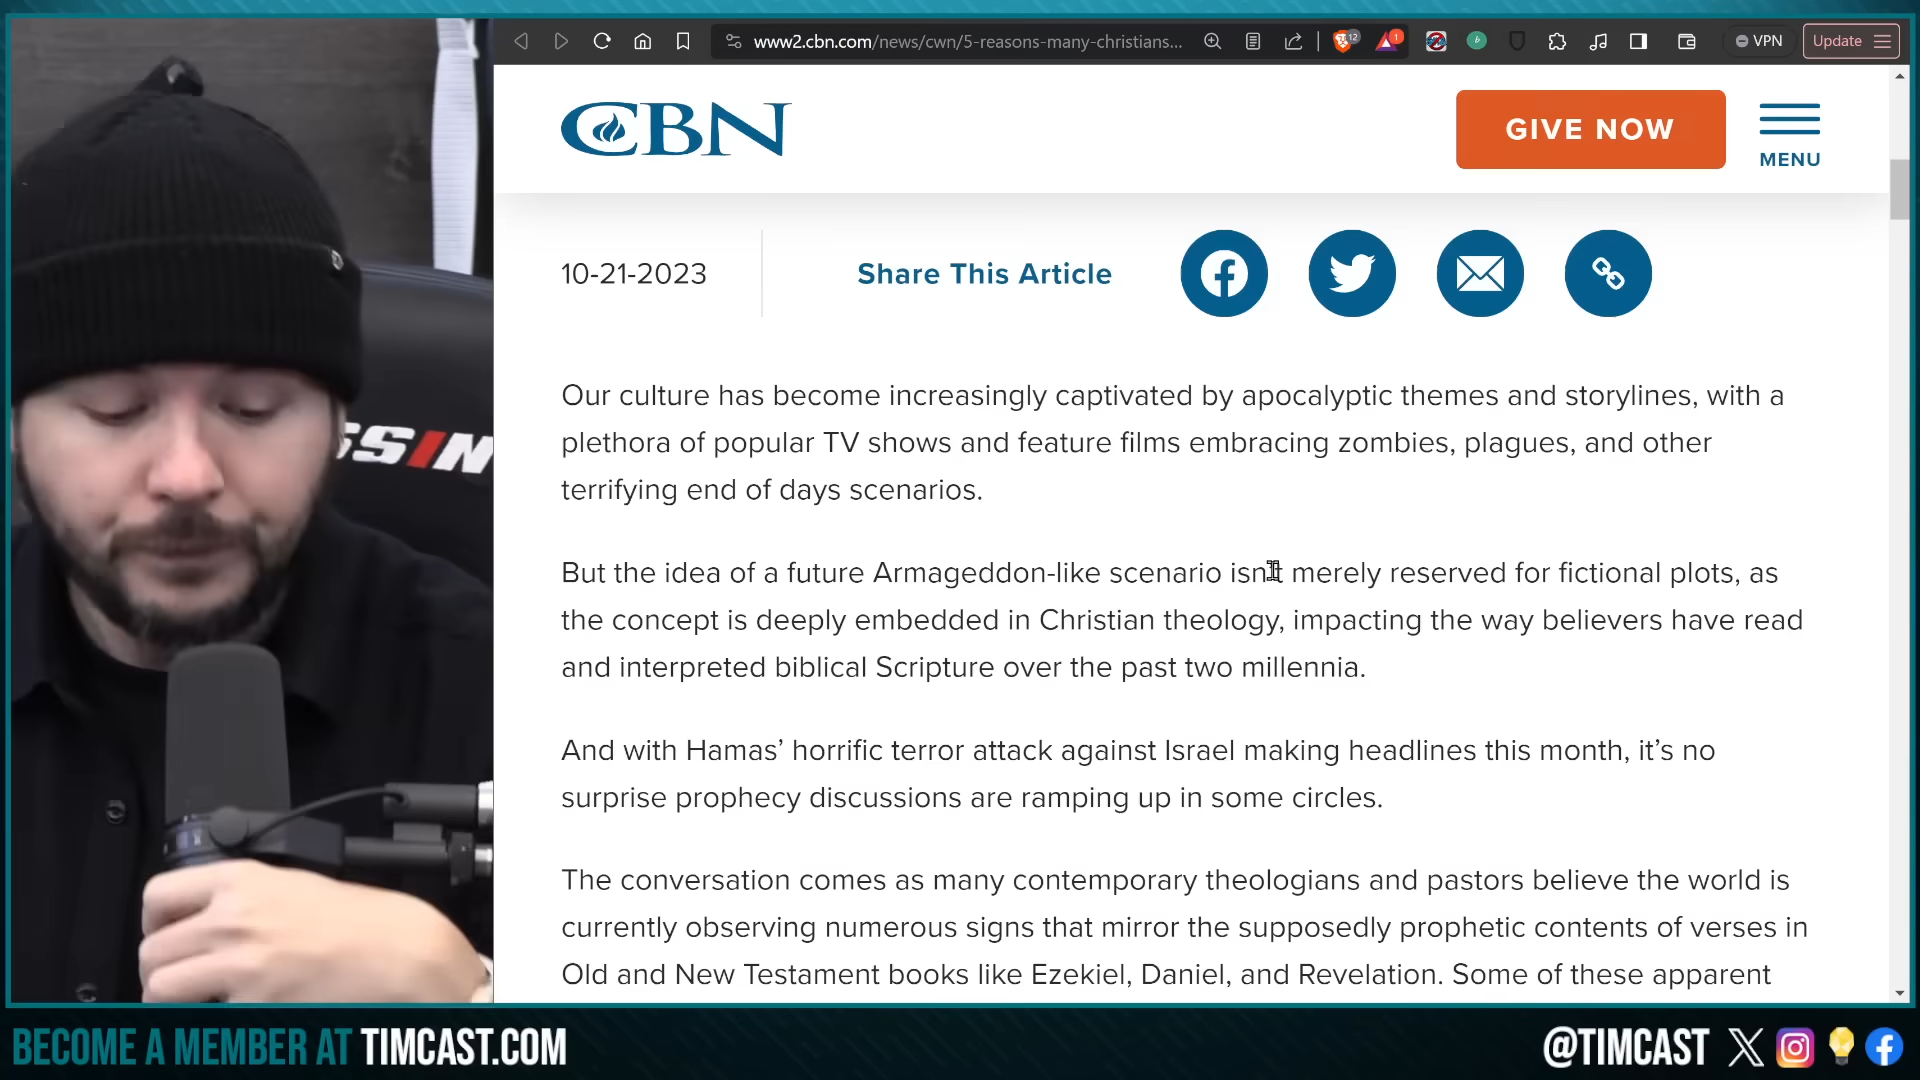 www2.cbn.com/news/cwn/5-reasons-many-christians...
12
1
VPN
Update
CBN
GIVE NOW
MENU
10-21-2023
Share This Article
Our culture has become increasingly captivated by apocalyptic themes and storylines, with a
plethora of popular TV shows and feature films embracing zombies, plagues, and other
terrifying end of days scenarios.
But the idea of a future Armageddon-like scenario isn't merely reserved for fictional plots, as
the concept is deeply embedded in Christian theology, impacting the way believers have read
and interpreted biblical Scripture over the past two millennia.
And with Hamas’ horrific terror attack against Israel making headlines this month, it’s no
surprise prophecy discussions are ramping up in some circles.
The conversation comes as many contemporary theologians and pastors believe the world is
currently observing numerous signs that mirror the supposedly prophetic contents of verses in
Old and New Testament books like Ezekiel, Daniel, and Revelation. Some of these apparent
SSIN
BECOME A MEMBER AT TIMCAST.COM
@TIMCAST